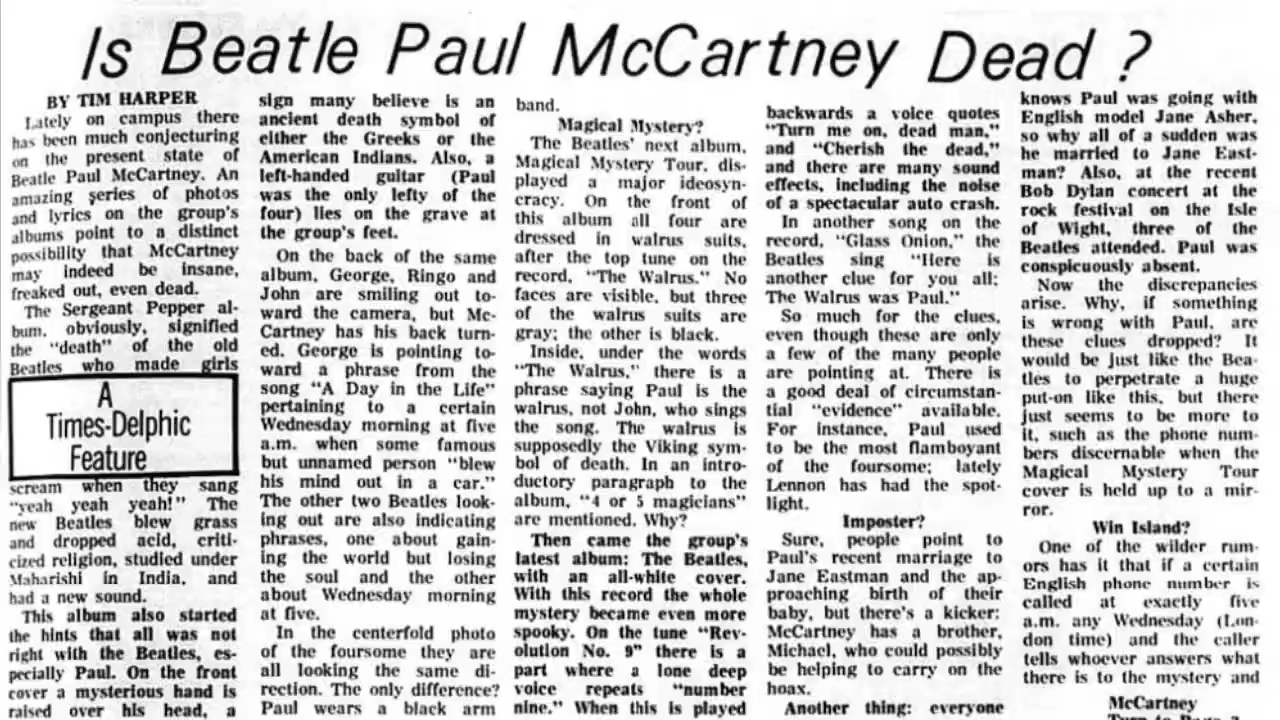 Is Beatle Paul McCartney Dead ?
BY TIM HARPER
Lately on campus there
has been much conjecturing
on the present state of
Beatle Paul McCartney. An
amazing series of photos
and lyrics on the group's
albums point to a distinct
possibility that McCartney
may indeed be insane,
freaked out, even dead.
The Sergeant Pepper al-
bum, obviously, signified
the "death" of the old
Beatles who made girls
A
Times-Delphic
Feature
scream when they sang
"yeah yeah yeah!" The
new Beatles blew grass
and dropped acid, criti-
cized religion, studied under
Maharishi in India, and
had a new sound.
This album also started
the hints that all was not
right with the Beatles, es-
pecially Paul. On the front
cover a mysterious hand is
raised over his head, a
sign many believe is an
ancient death symbol of
either the Greeks or the
American Indians. Also, a
left-handed guitar (Paul
was the only lefty of the
four) lies on the grave at
the group's feet.
On the back of the same
album, George, Ringo and
John are smiling out to-
ward the camera, but Mc-
Cartney has his back turn-
ed. George is pointing to-
ward a phrase from the
song "A Day in the Life"
pertaining to a certain
Wednesday morning at five
a.m. when some famous
but unnamed person "blew
his mind out in a car."
The other two Beatles look-
ing out are also indicating
phrases, one about gain-
ing the world but losing
the soul and the other
about Wednesday morning
at five.
In the centerfold photo
of the foursome they are
all looking the same di-
rection. The only difference?
Paul wears a black arm
band.
Magical Mystery?
The Beatles' next album,
Magical Mystery Tour, dis-
played a major ideosyn-
cracy. On the front of
this album all four are
dressed in walrus suits,
after the top tune on the
record, "The Walrus." No
faces are visible, but three
of the walrus suits are
gray; the other is black.
Inside, under the words
"The Walrus," there is a
phrase saying Paul is the
walrus, not John, who sings
the song. The walrus is
supposedly the Viking sym-
bol of death. In an intro-
ductory paragraph to the
album, "4 or 5 magicians"
are mentioned. Why?
Then came the group's
latest album: The Beatles,
with an all-white cover.
With this record the whole
mystery became even more
spooky. On the tune "Rev-
olution No. 9" there is a
part where a lone deep
voice repeats "number
nine." When this is played
backwards a voice quotes
"Turn me on, dead man,"
and "Cherish the dead,"
and there are many sound
effects, including the noise
of a spectacular auto crash.
In another song on the
record, "Glass Onion," the
Beatles sing "Here is
another clue for you all:
The Walrus was Paul."
So much for the clues,
even though these are only
a few of the many people
are pointing at. There is
a good deal of circumstan-
tial "evidence" available.
For instance, Paul used
to be the most flamboyant
of the foursome; lately
Lennon has had the spot-
light.
Imposter?
Sure, people point to
Paul's recent marriage to
Jane Eastman and the ap-
proaching birth of their
baby, but there's a kicker:
McCartney has a brother,
Michael, who could possibly
be helping to carry on the
hoax.
Another thing: everyone
knows Paul was going with
English model Jane Asher,
so why all of a sudden was
he married to Jane East-
man? Also, at the recent
Bob Dylan concert at the
rock festival on the Isle
of Wight, three of the
Beatles attended. Paul was
conspicuously absent.
Now the discrepancies
arise. Why, if something
is wrong with Paul, are
these clues dropped? It
would be just like the Bea-
tles to perpetrate a huge
put-on like this, but there
just seems to be more to
it, such as the phone num-
bers discernable when the
Magical Mystery Tour
cover is held up to a mir-
ror.
Win Island?
One of the wilder rum-
ors has it that if a certain
English phone number is
called at exactly five
a.m. any Wednesday (Lon-
don time) and the caller
tells whoever answers what
there is to the mystery and
McCartney